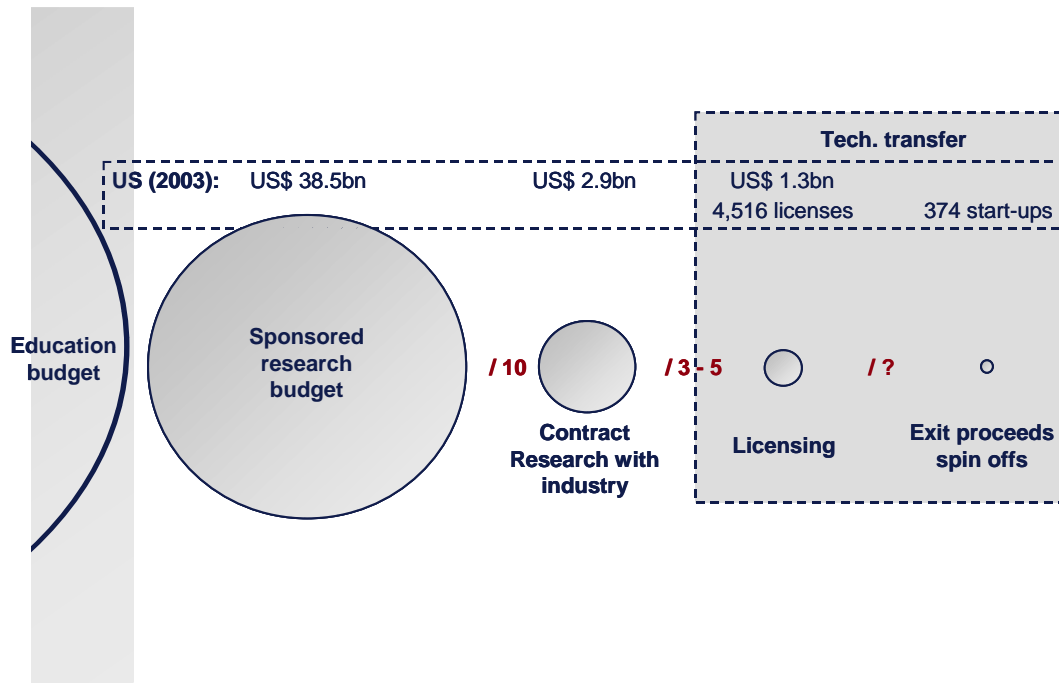 Tech. transfer
US (2003): US$ 38.5bn US$ 2.9bn US$ 1.3bn
4,516 licenses 374 start-ups
Education
budget
Sponsored
research
budget
/ 10
Contract
Research with
industry
/ 3 - 5
Licensing
/ ?
Exit proceeds
spin offs